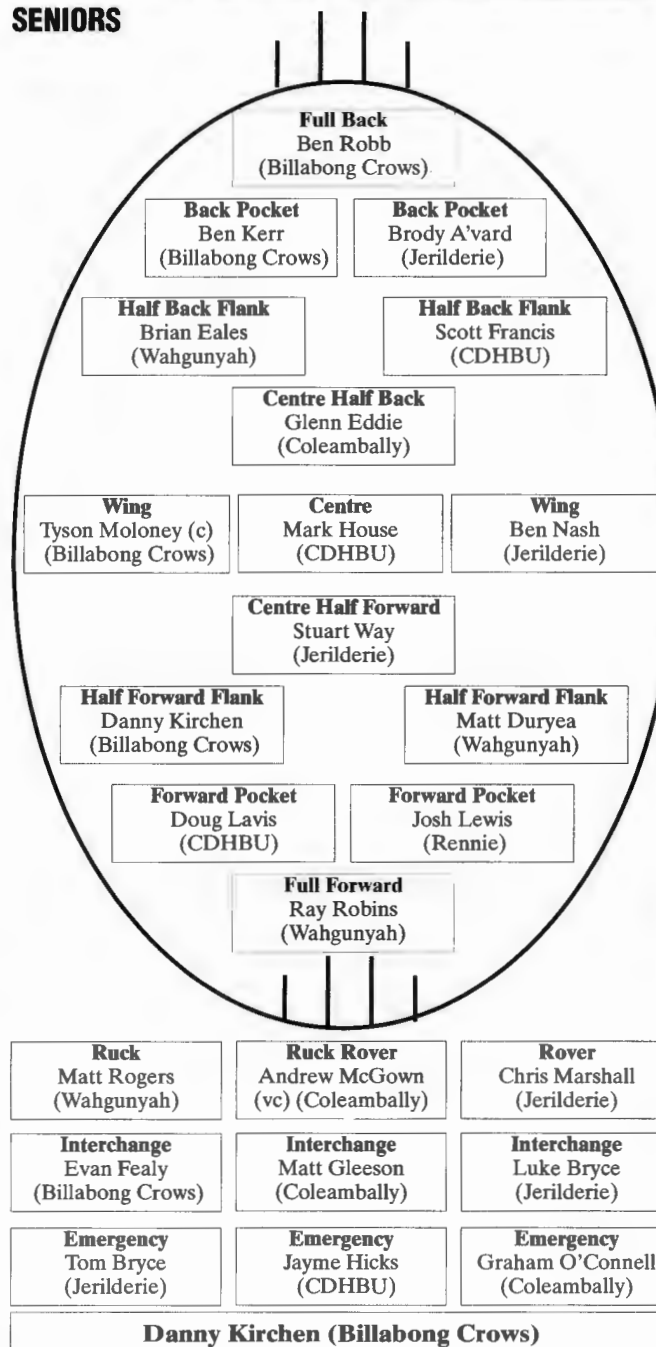 SENIORS
Full Back
Ben Robb
(Billabong Crows)
Back Pocket
Ben Kerr
(Billabong Crows)
Back Pocket
Brody A'vard
(Jerilderie)
Half Back Flank
Brian Eales
(Wahgunyah)
Half Back Flank
Scott Francis
(CDHBU)
Centre Half Back
Glenn Eddie
(Coleambally)
Wing
Tyson Moloney (c)
(Billabong Crows)
Centre
Mark House
(CDHBU)
Wing
Ben Nash
(Jerilderie)
Centre Half Forward
Stuart Way
(Jerilderie)
Half Forward Flank
Danny Kirchen
(Billabong Crows)
Half Forward Flank
Matt Duryea
(Wahgunyah)
Forward Pocket
Doug Lavis
(CDHBU)
Forward Pocket
Josh Lewis
(Rennie)
Full Forward
Ray Robins
(Wahgunyah)
Ruck
Matt Rogers
(Wahgunyah)
Ruck Rover
Andrew McGown
(vc) (Coleambally)
Rover
Chris Marshall
(Jerilderie)
Interchange
Evan Fealy
(Billabong Crows)
Interchange
Matt Gleeson
(Coleambally)
Interchange
Luke Bryce
(Jerilderie)
Emergency
Tom Bryce
(Jerilderie)
Emergency
Jayme Hicks
(CDHBU)
Emergency
Graham O'Connell
(Coleambally)
Danny Kirchen (Billabong Crows)